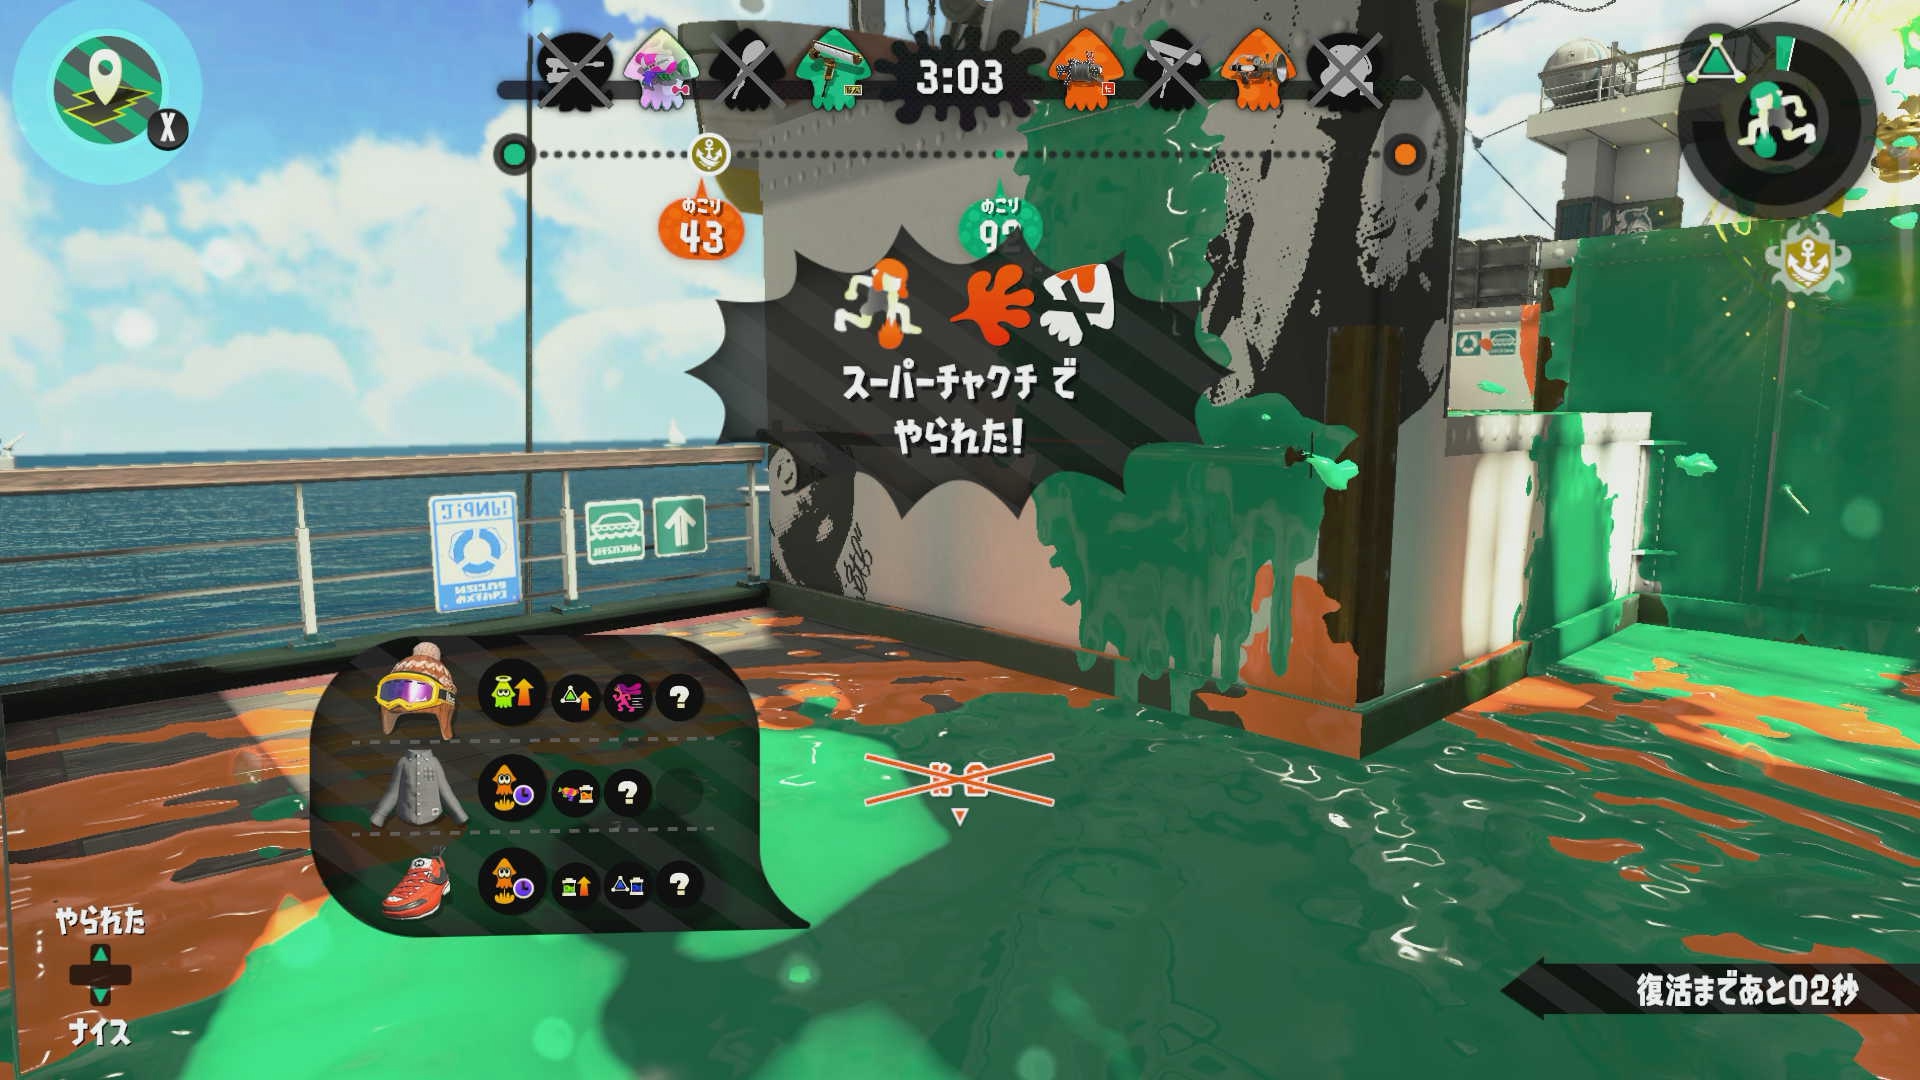 X
3:03
のこり
43
のこり
スーパーチャクチ で
やられた!
?
?
?
やられた
ナイス
復活まであと02秒